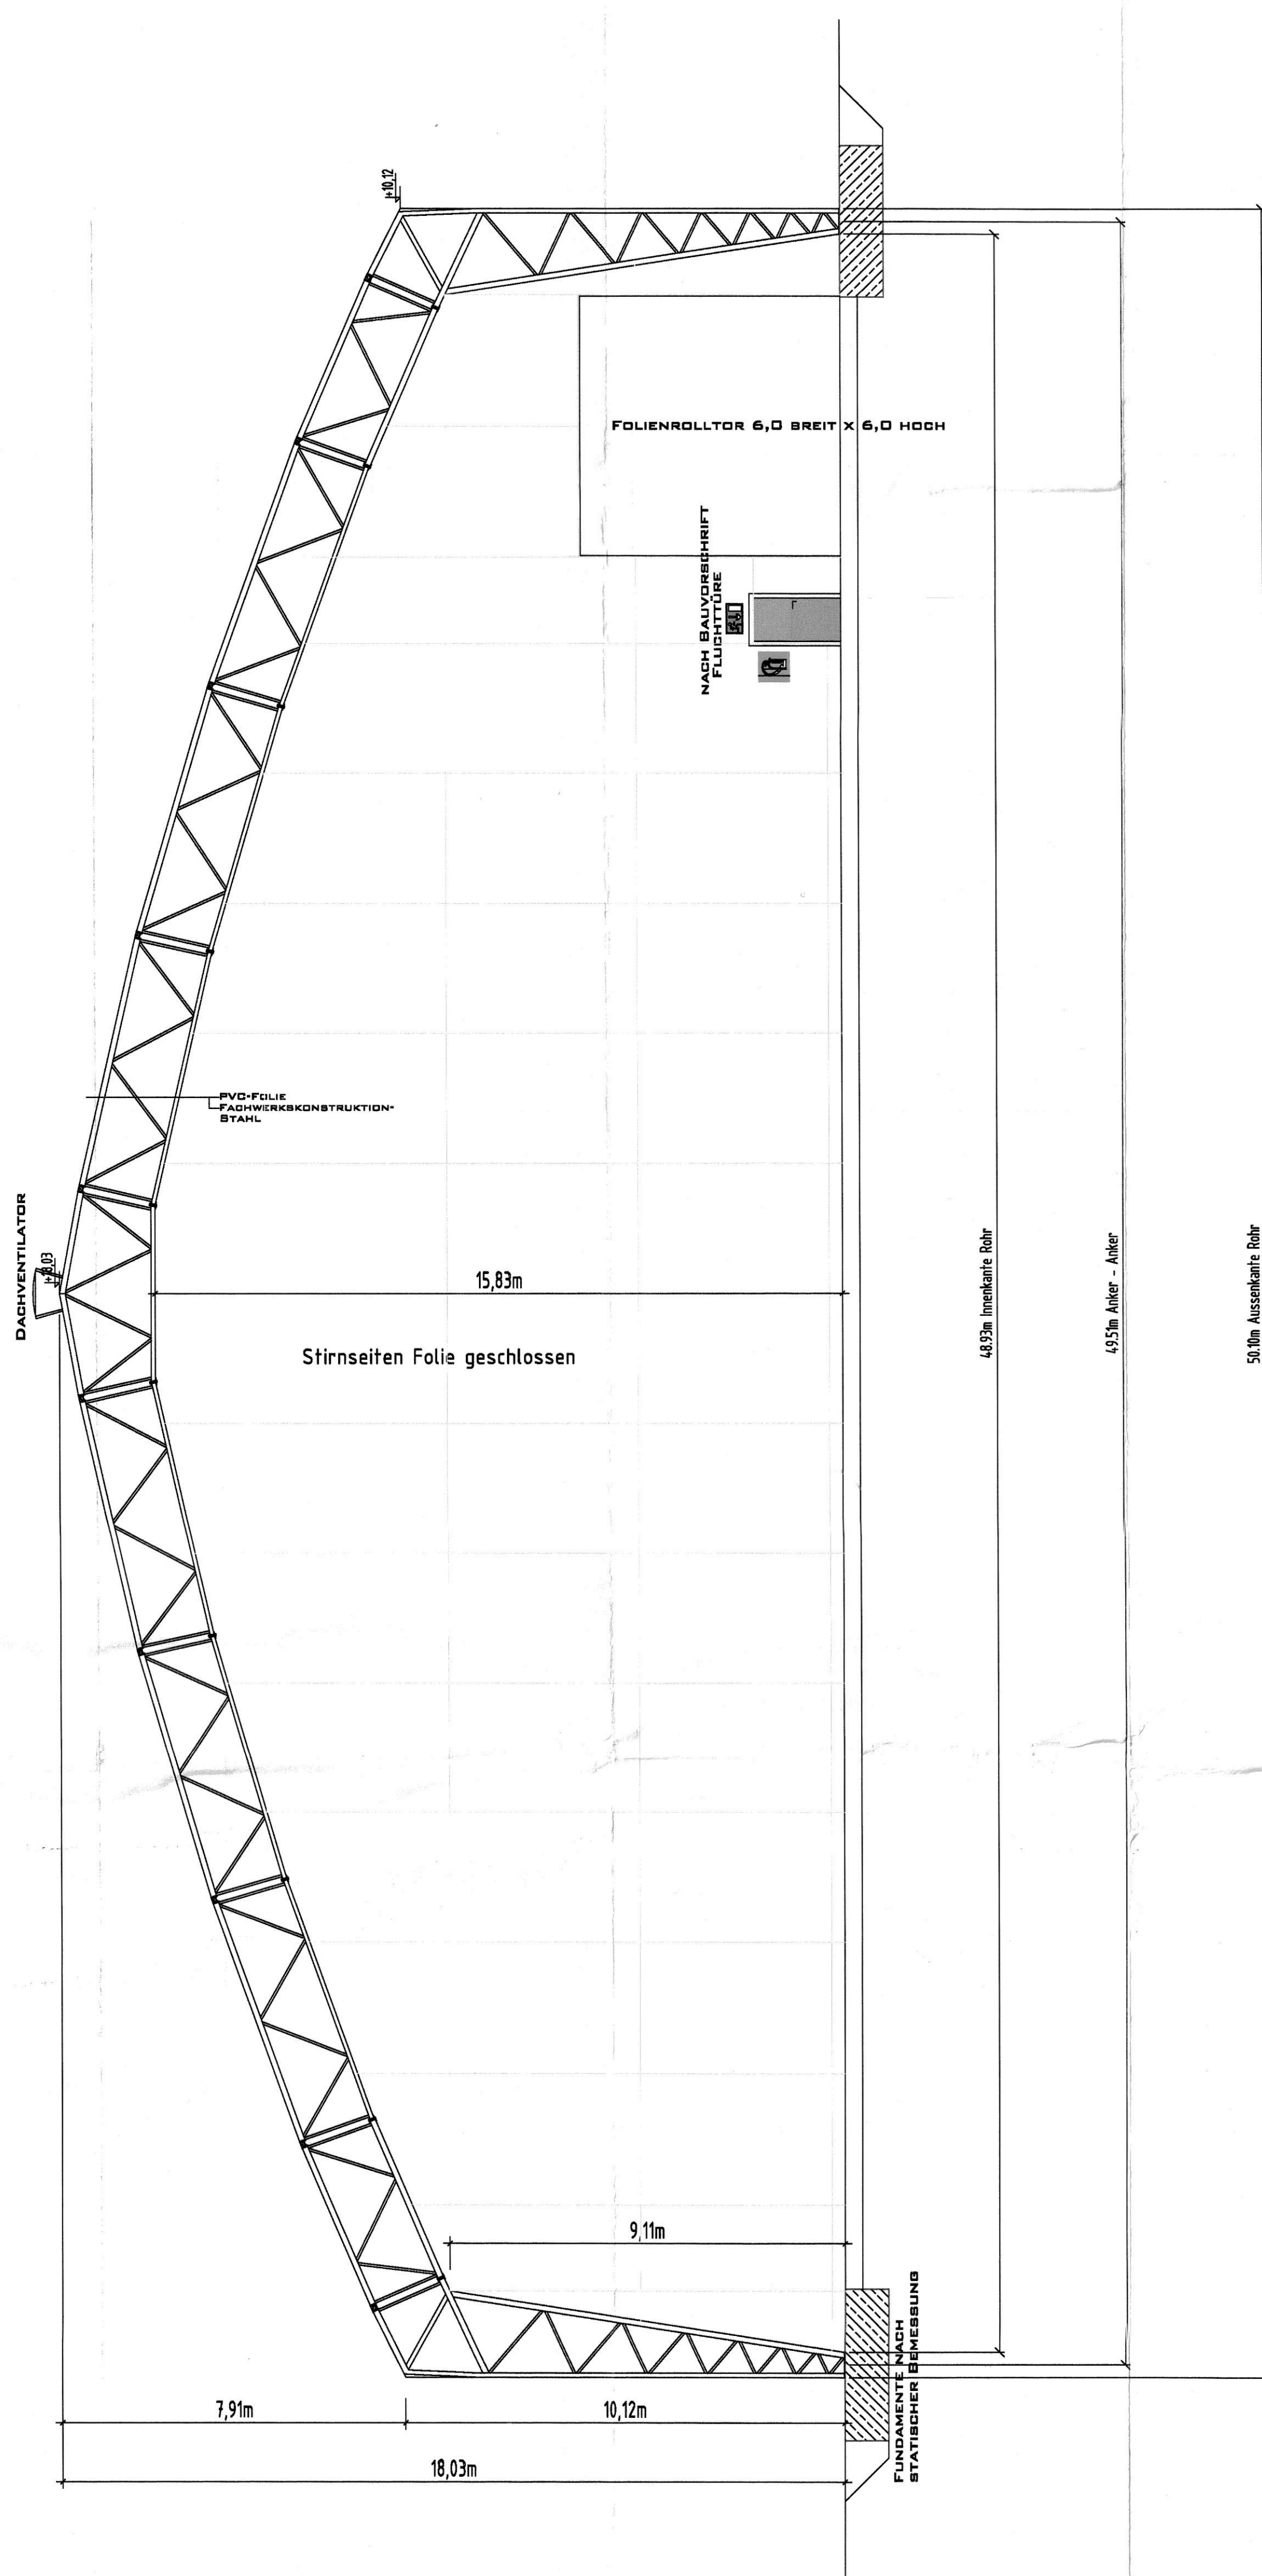 +10,12
FOLIENROLLTOR 6,0 BREIT X 6,0 HOCH
NACH BAUVORSCHRIFT
FLUCHTTÜRE
PVC-FOLIE
FACHWERKSKONSTRUKTION-
STAHL
DACHVENTILATOR
+18,03
15,83m
Stirnseiten Folie geschlossen
48.93m Innenkante Rohr
49.51m Anker - Anker
50.10m Aussenkante Rohr
9,11m
7,91m
10,12m
18,03m
FUNDAMENTE NACH
STATISCHER BEMESSUNG